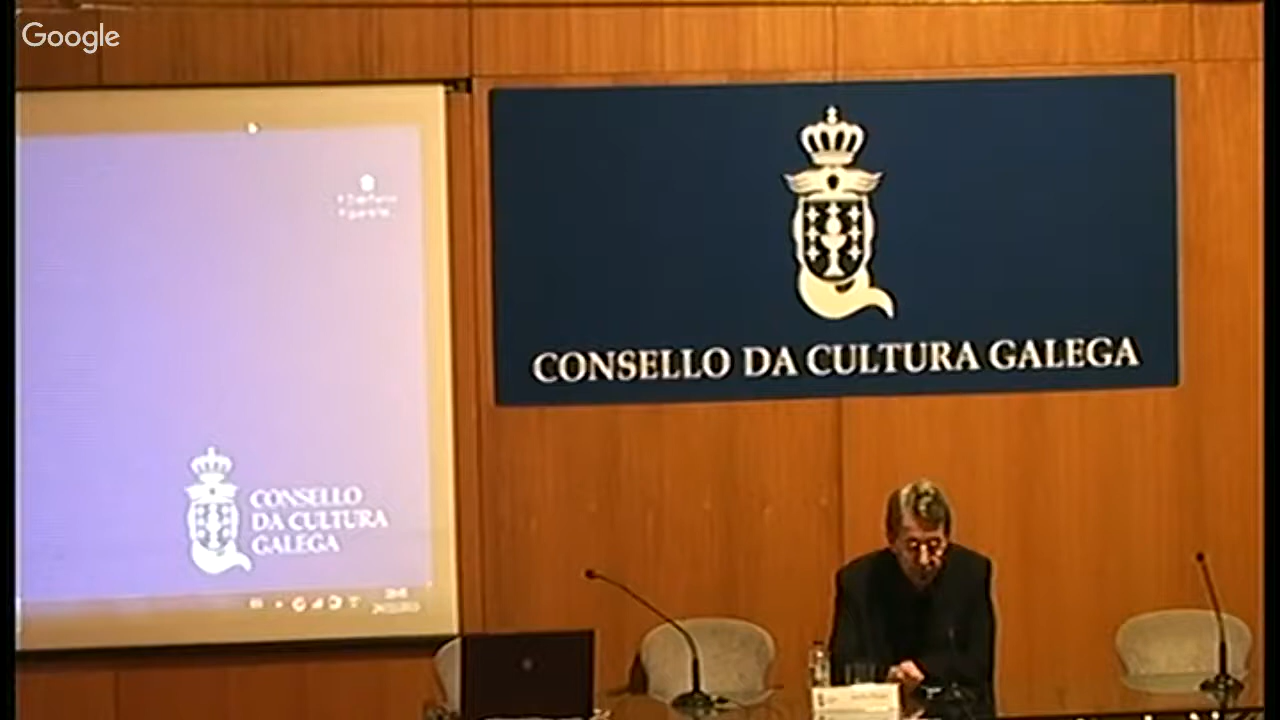 Google
CONSELLO DA CULTURA GALEGA
CONSELLO
DA CULTURA
GALEGA